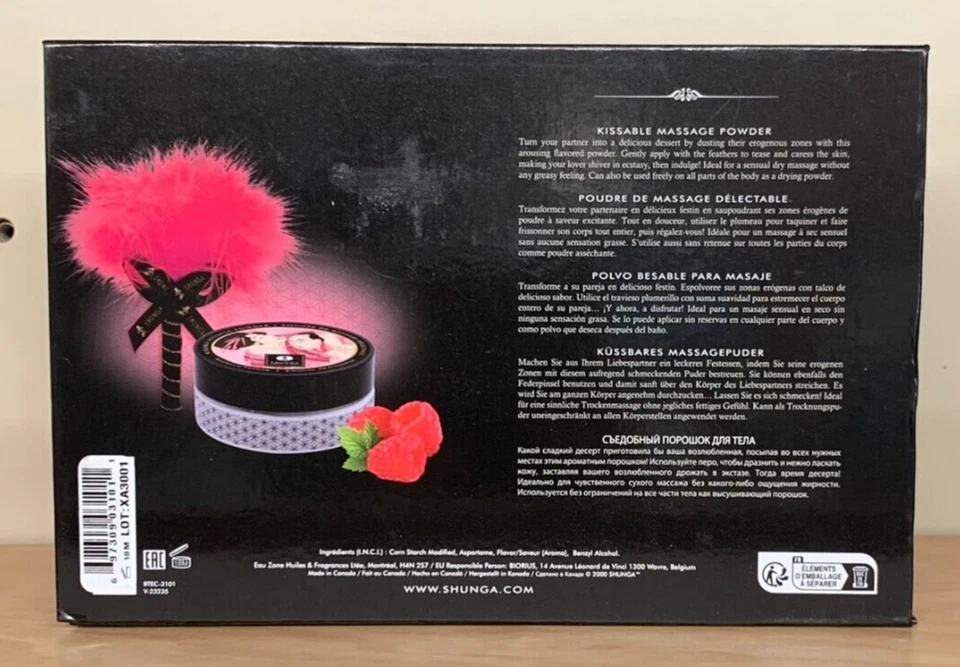 KISSABLE MASSAGE POWDER
Turn your partner into a delicious dessert by dusting their erogenous zones with this
arousing flavored powder. Gently apply with the feathers to tease and caress the skin,
making your lover shiver in ecstasy, then indulge! Ideal for a sensual dry massage without
any greasy feeling. Can also be used freely on all parts of the body as a drying powder.
POUDRE DE MASSAGE DÉLECTABLE
Transformez votre partenaire en délicieux festin en saupoudrant ses zones érogènes de
poudre à saveur excitante. Tout en douceur, utilisez le plumeau pour taquiner et faire
frissonner son corps tout entier, puis régalez-vous! Idéale pour un massage à sec sensuel
sans aucune sensation grasse. S'utilise aussi sans retenue sur toutes les parties du corps
comme poudre asséchante.
POLVO BESABLE PARA MASAJE
Transforme a su pareja en delicioso festin. Espolvoree sus zonas erógenas con talco de
delicioso sabor. Utilice el travieso plumerillo con suma suavidad para estremecer el cuerpo
entero de su pareja... ¡Y ahora, a disfrutar! Ideal para un masaje sensual en seco sin
ninguna sensación grasa. Se lo puede aplicar sin reservas en cualquier parte del cuerpo y
como polvo que deseca después del baño.
KÜSSBARES MASSAGEPUDER
Machen Sie aus Ihrem Liebespartner ein leckeres Festessen, indem Sie seine erogenen
Zonen mit diesem aufregend schmeckenden Puder bestreuen. Sie können ebenfalls den
Federpinsel benutzen und damit sanft über den Körper des Liebespartners streichen. Es
wird Sie am ganzen Körper angenehm durchzucken... Lassen Sie es sich schmecken! Ideal
für eine sinnliche Trockenmassage ohne jegliches fettiges Gefühl. Kann als Trocknungspu-
der uneingeschränkt an allen Körperstellen angewendet werden.
СЪЕДОБНЫЙ ПОРОШОК ДЛЯ ТЕЛА
Какой сладкий десерт приготовила бы ваша возлюбленная, посыпав во всех нужных
местах этим ароматным порошком! Используйте перо, чтобы дразнить и нежно ласкать
кожу, заставляя вашего возлюбленного дрожать в экстазе. Тогда время десерта!
Идеально для чувственного сухого массажа без какого-либо ощущения жирности.
Используется без ограничений на все части тела как высушивающий порошок.
6 97309 03101 1
18M LOT:XA3001
EAC
BTEC-3101
V-23235
Ingrédients (I.N.C.I.) : Corn Starch Modified, Aspartame, Flavor/Saveur (Aroma), Benzyl Alcohol.
Eau Zone Huiles & Fragrances Ltée, Montréal, H4N 2S7 / EU Responsible Person: BIORIUS, 14 Avenue Léonard de Vinci 1300 Wavre, Belgium
Made in Canada / Fait au Canada / Hecho en Canadá / Hergestellt in Kanada / Сделано в Канаде © 2000 SHUNGA™
WWW.SHUNGA.COM
FR
ÉLÉMENTS
D'EMBALLAGE
À SÉPARER